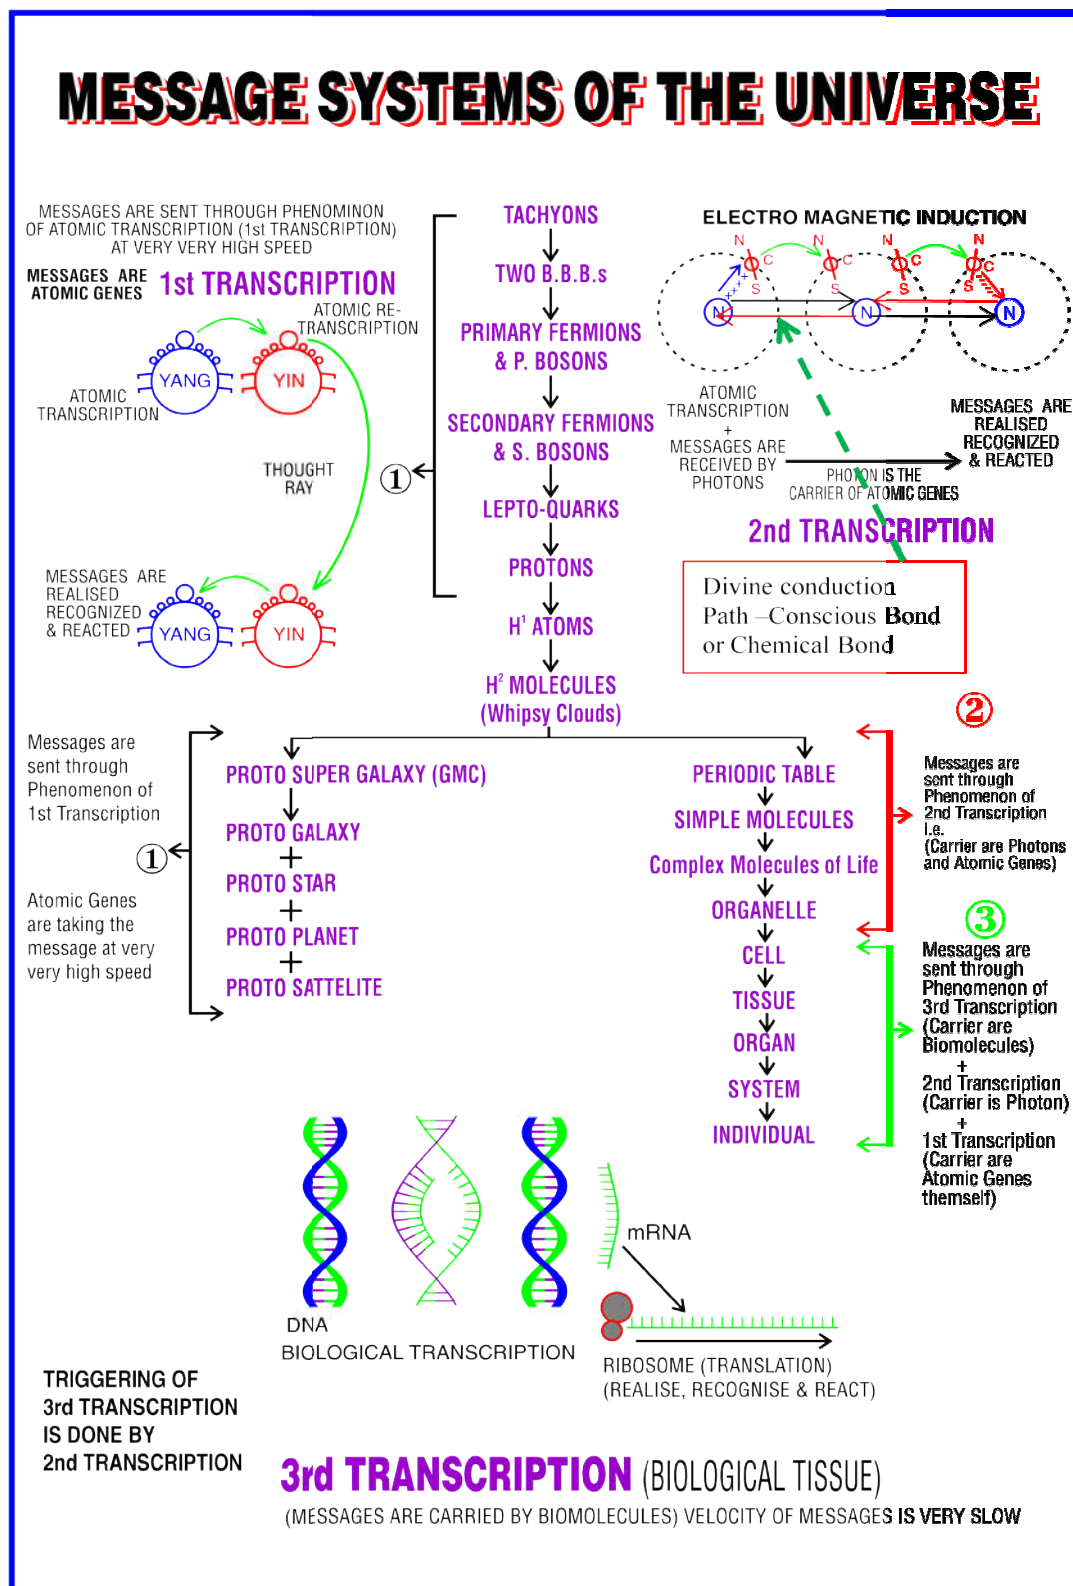 MESSAGE SYSTEMS OF THE UNIVERSE
MESSAGES ARE SENT THROUGH PHENOMINON
OF ATOMIC TRANSCRIPTION (1st TRANSCRIPTION)
AT VERY VERY HIGH SPEED
MESSAGES ARE
ATOMIC GENES
1st TRANSCRIPTION
ATOMIC RE-
TRANSCRIPTION
YANG
YIN
ATOMIC
TRANSCRIPTION
THOUGHT
RAY
MESSAGES ARE
REALISED
RECOGNIZED
& REACTED
YANG
YIN
1
TACHYONS
TWO B.B.B.s
PRIMARY FERMIONS
& P. BOSONS
SECONDARY FERMIONS
& S. BOSONS
LEPTO-QUARKS
PROTONS
H¹ ATOMS
H² MOLECULES
(Whipsy Clouds)
ELECTRO MAGNETIC INDUCTION
N
N
N
N
C
C
C
C
S
S
S
S
++++
N
N
N
ATOMIC
TRANSCRIPTION
+
MESSAGES ARE
RECEIVED BY
PHOTONS
PHOTON IS THE
CARRIER OF ATOMIC GENES
MESSAGES ARE
REALISED
RECOGNIZED
& REACTED
2nd TRANSCRIPTION
Divine conduction
Path –Conscious Bond
or Chemical Bond
Messages are
sent through
Phenomenon of
1st Transcription
1
Atomic Genes
are taking the
message at very
very high speed
PROTO SUPER GALAXY (GMC)
PROTO GALAXY
+
PROTO STAR
+
PROTO PLANET
+
PROTO SATTELITE
PERIODIC TABLE
SIMPLE MOLECULES
Complex Molecules of Life
ORGANELLE
CELL
TISSUE
ORGAN
SYSTEM
INDIVIDUAL
2
Messages are
sent through
Phenomenon of
2nd Transcription
i.e.
(Carrier are Photons
and Atomic Genes)
3
Messages are
sent through
Phenomenon of
3rd Transcription
(Carrier are
Biomolecules)
+
2nd Transcription
(Carrier is Photon)
+
1st Transcription
(Carrier are
Atomic Genes
themself)
mRNA
DNA
BIOLOGICAL TRANSCRIPTION
RIBOSOME (TRANSLATION)
(REALISE, RECOGNISE & REACT)
TRIGGERING OF
3rd TRANSCRIPTION
IS DONE BY
2nd TRANSCRIPTION
3rd TRANSCRIPTION (BIOLOGICAL TISSUE)
(MESSAGES ARE CARRIED BY BIOMOLECULES) VELOCITY OF MESSAGES IS VERY SLOW